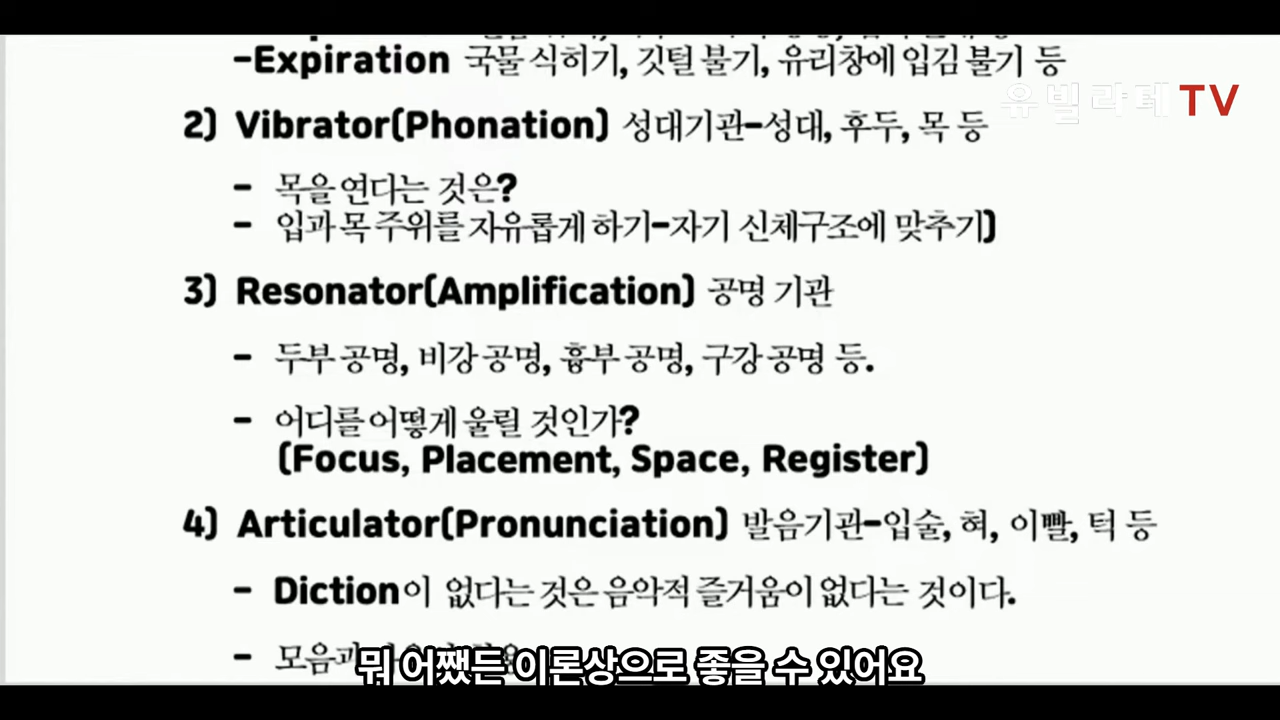 -Expiration 국물 식히기, 깃털 불기, 유리창에 입김 불기 등
유빌라테TV
2) Vibrator(Phonation) 성대기관-성대, 후두, 목 등
- 목을 연다는 것은?
- 입과 목 주위를 자유롭게 하기-자기 신체구조에 맞추기)
3) Resonator(Amplification) 공명 기관
- 두부 공명, 비강 공명, 흉부 공명, 구강 공명 등.
- 어디를 어떻게 울릴 것인가?
(Focus, Placement, Space, Register)
4) Articulator(Pronunciation) 발음기관-입술, 혀, 이빨, 턱 등
- Diction이 없다는 것은 음악적 즐거움이 없다는 것이다.
- 모음과
뭐 어쨌든 이론상으로 좋을 수 있어요